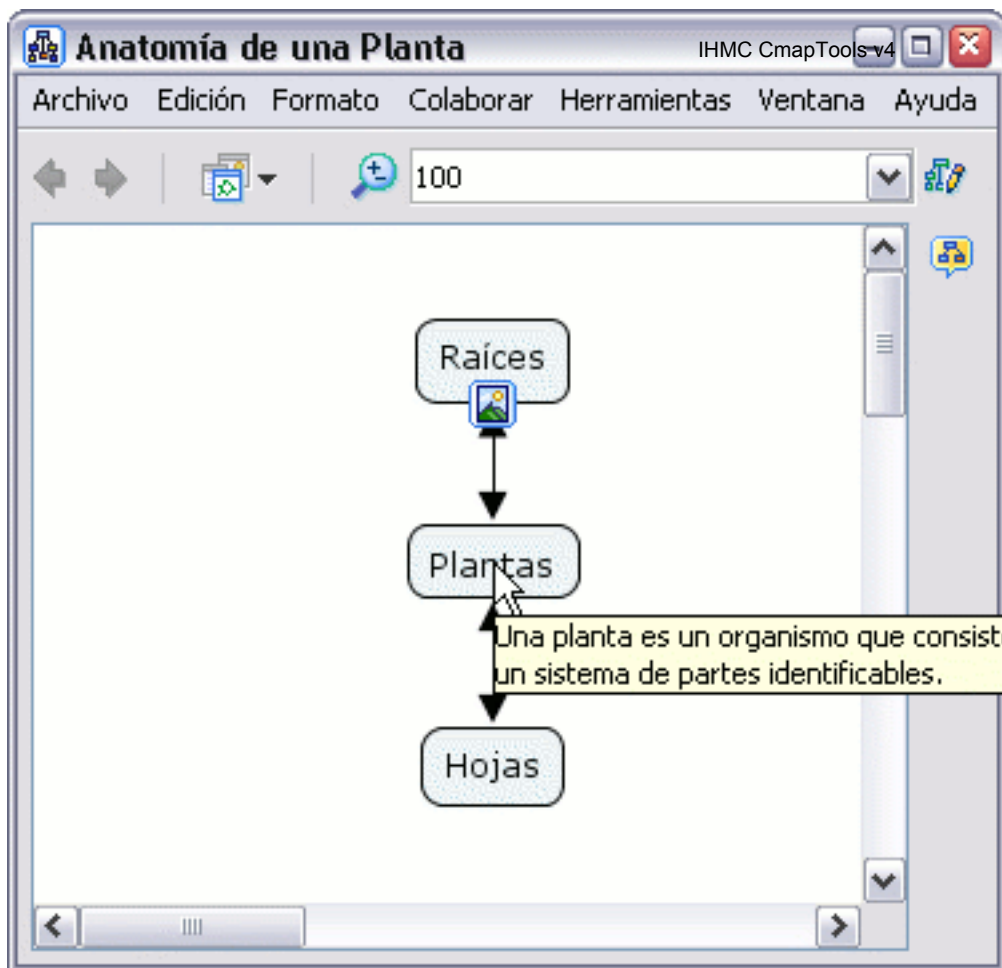 Anatomía de una Planta
IHMC CmapTools v4
Archivo Edición Formato Colaborar Herramientas Ventana Ayuda
100
Raíces
Plantas
Una planta es un organismo que
un sistema de partes identificables.
Hojas